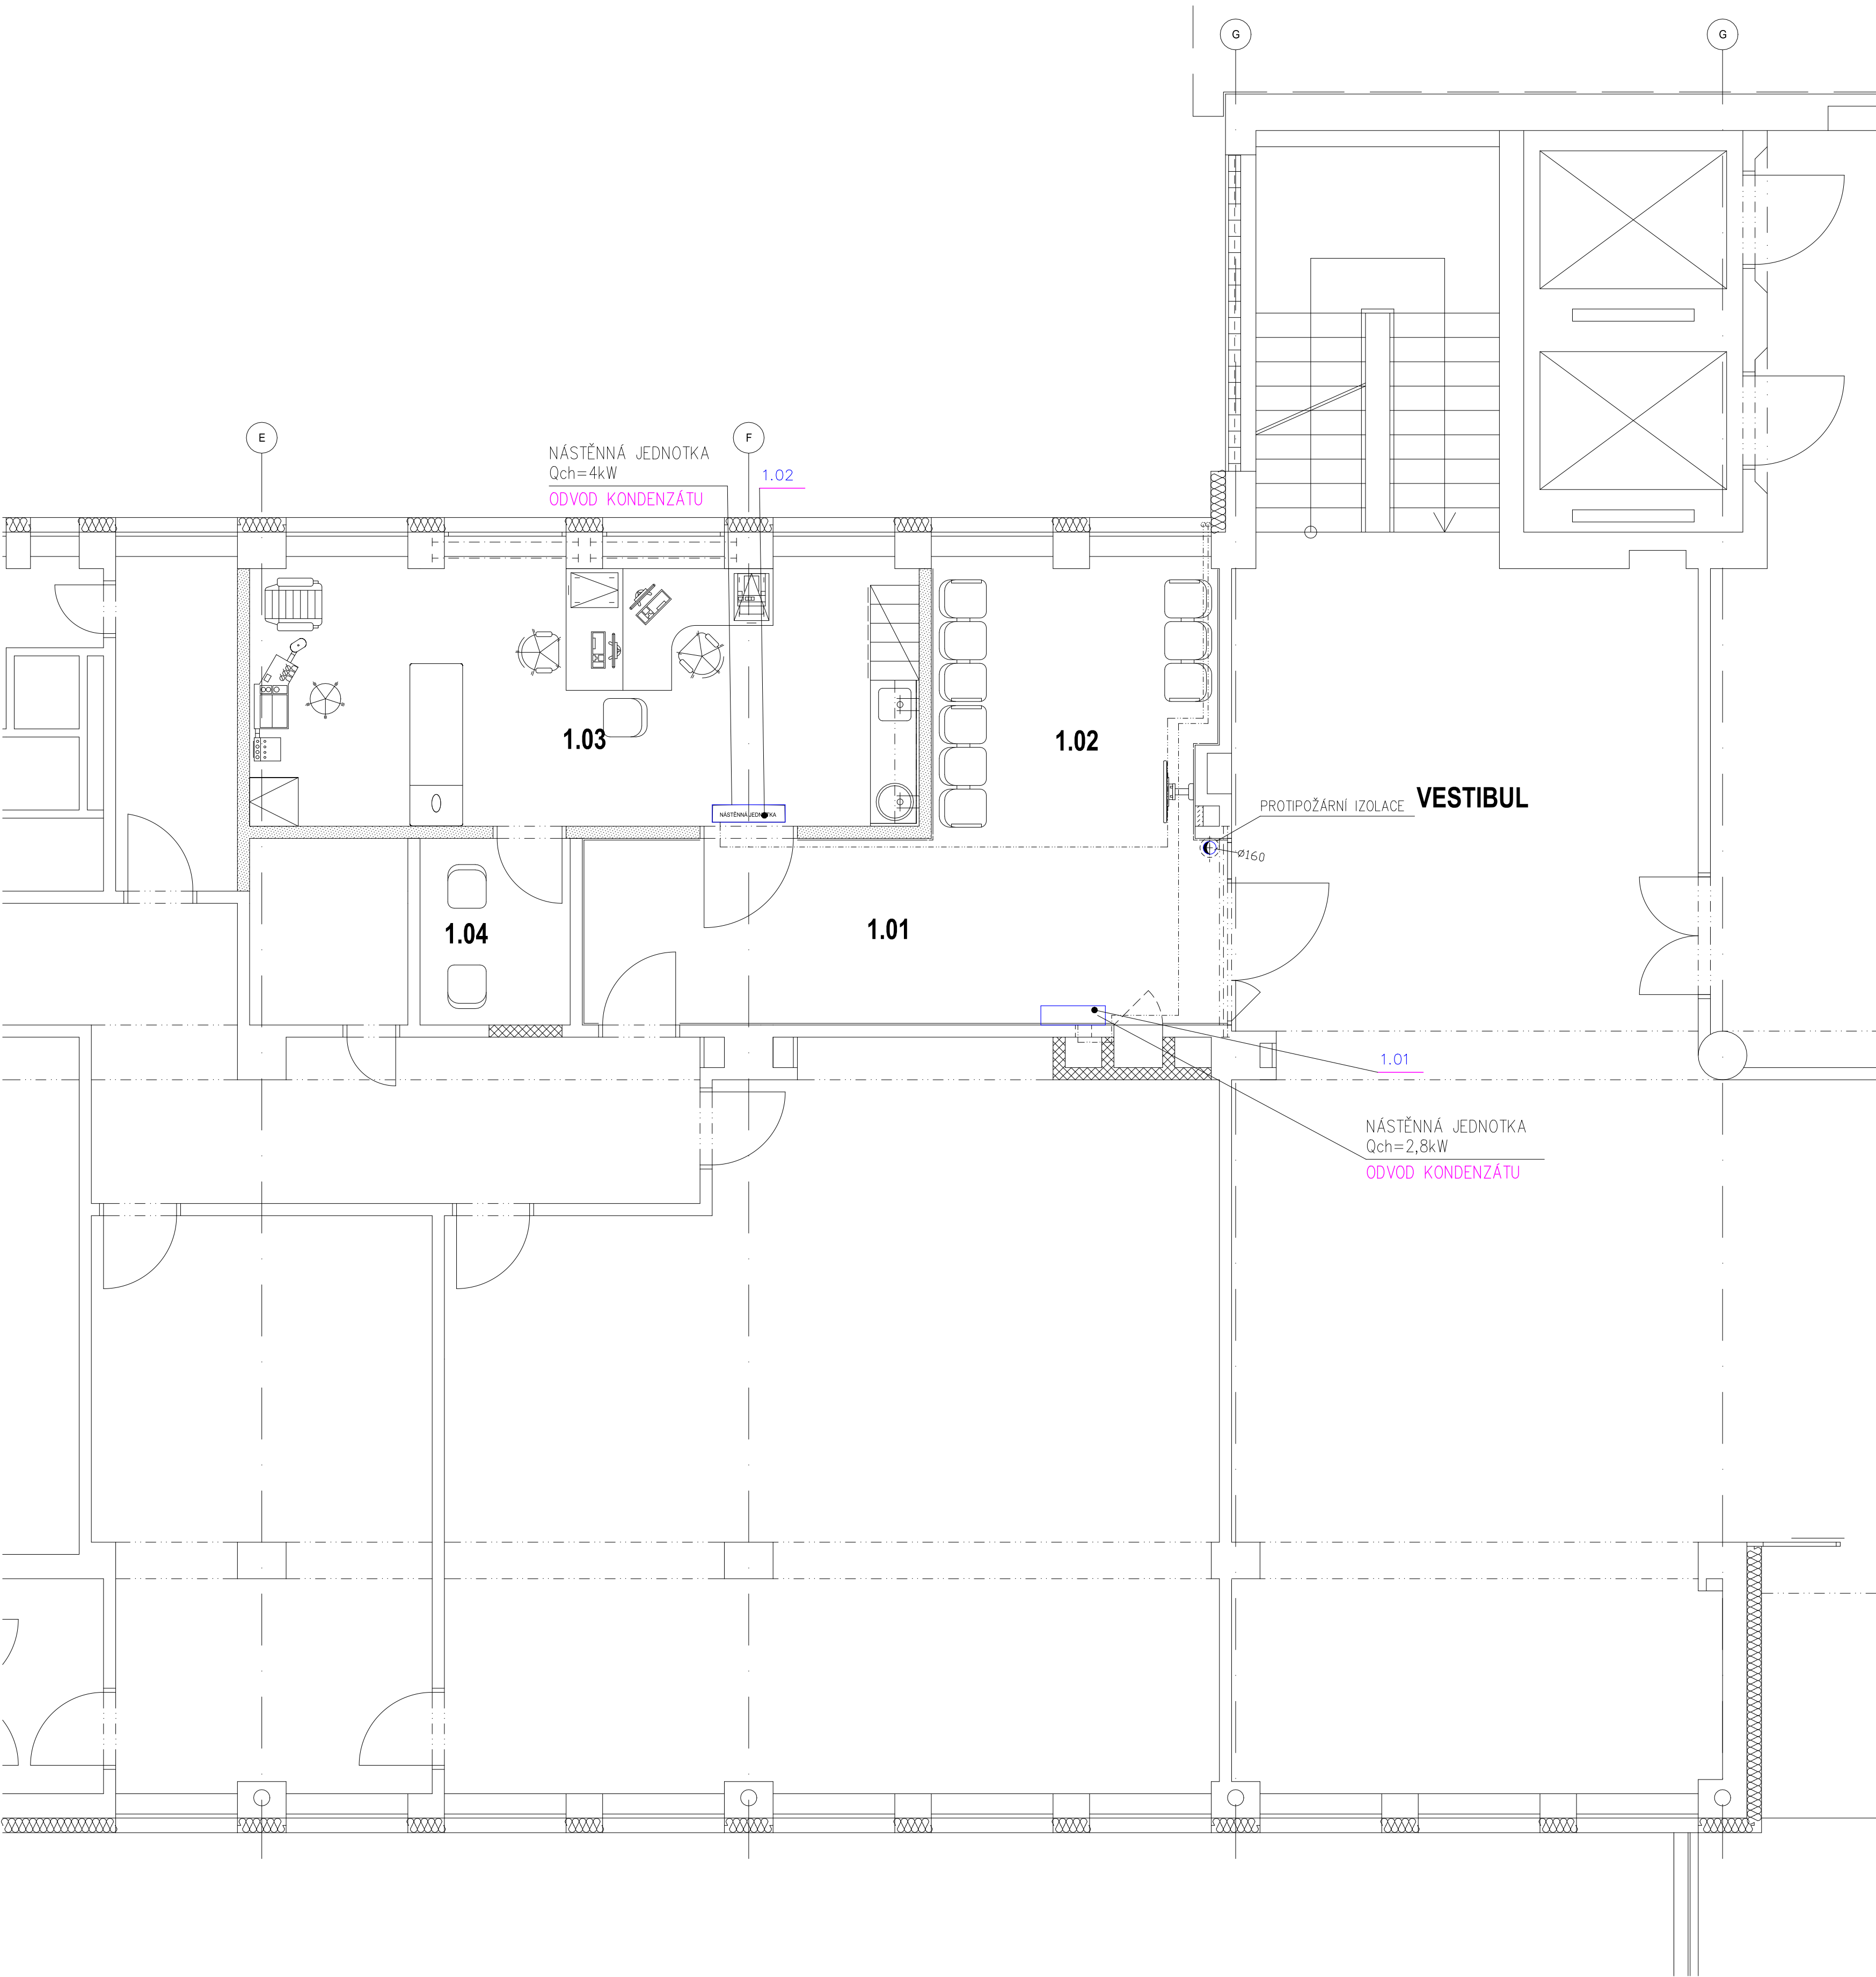 G
G
E
F
NÁSTĚNNÁ JEDNOTKA
Qch=4kW
ODVOD KONDENZÁTU
1.02
1.03
1.02
NÁSTĚNNÁ JEDNOTKA
PROTIPOŽÁRNÍ IZOLACE
VESTIBUL
Ø160
1.04
1.01
1.01
NÁSTĚNNÁ JEDNOTKA
Qch=2,8kW
ODVOD KONDENZÁTU